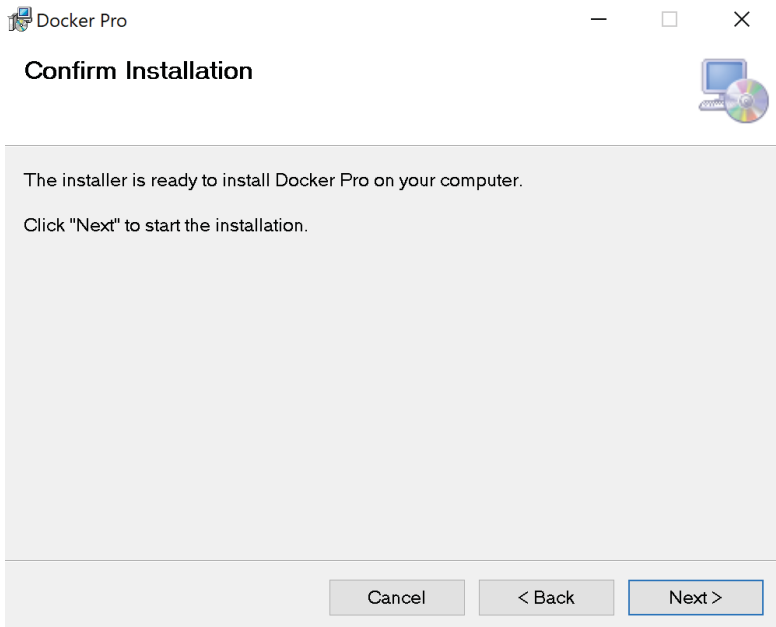 Docker Pro
Confirm Installation
The installer is ready to install Docker Pro on your computer.
Click "Next" to start the installation.
Cancel
< Back
Next >